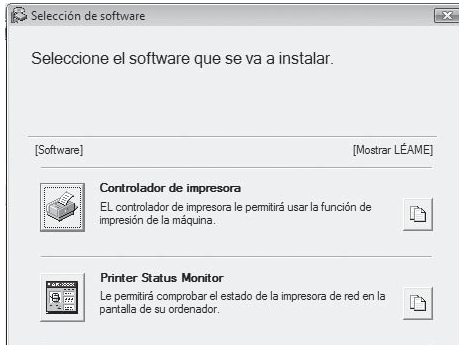 Selección de software
Seleccione el software que se va a instalar.
[Software]
[Mostrar LÉAME]
Controlador de impresora
EL controlador de impresora le permitirá usar la función de
impresión de la máquina.
Printer Status Monitor
Le permitirá comprobar el estado de la impresora de red en la
pantalla de su ordenador.